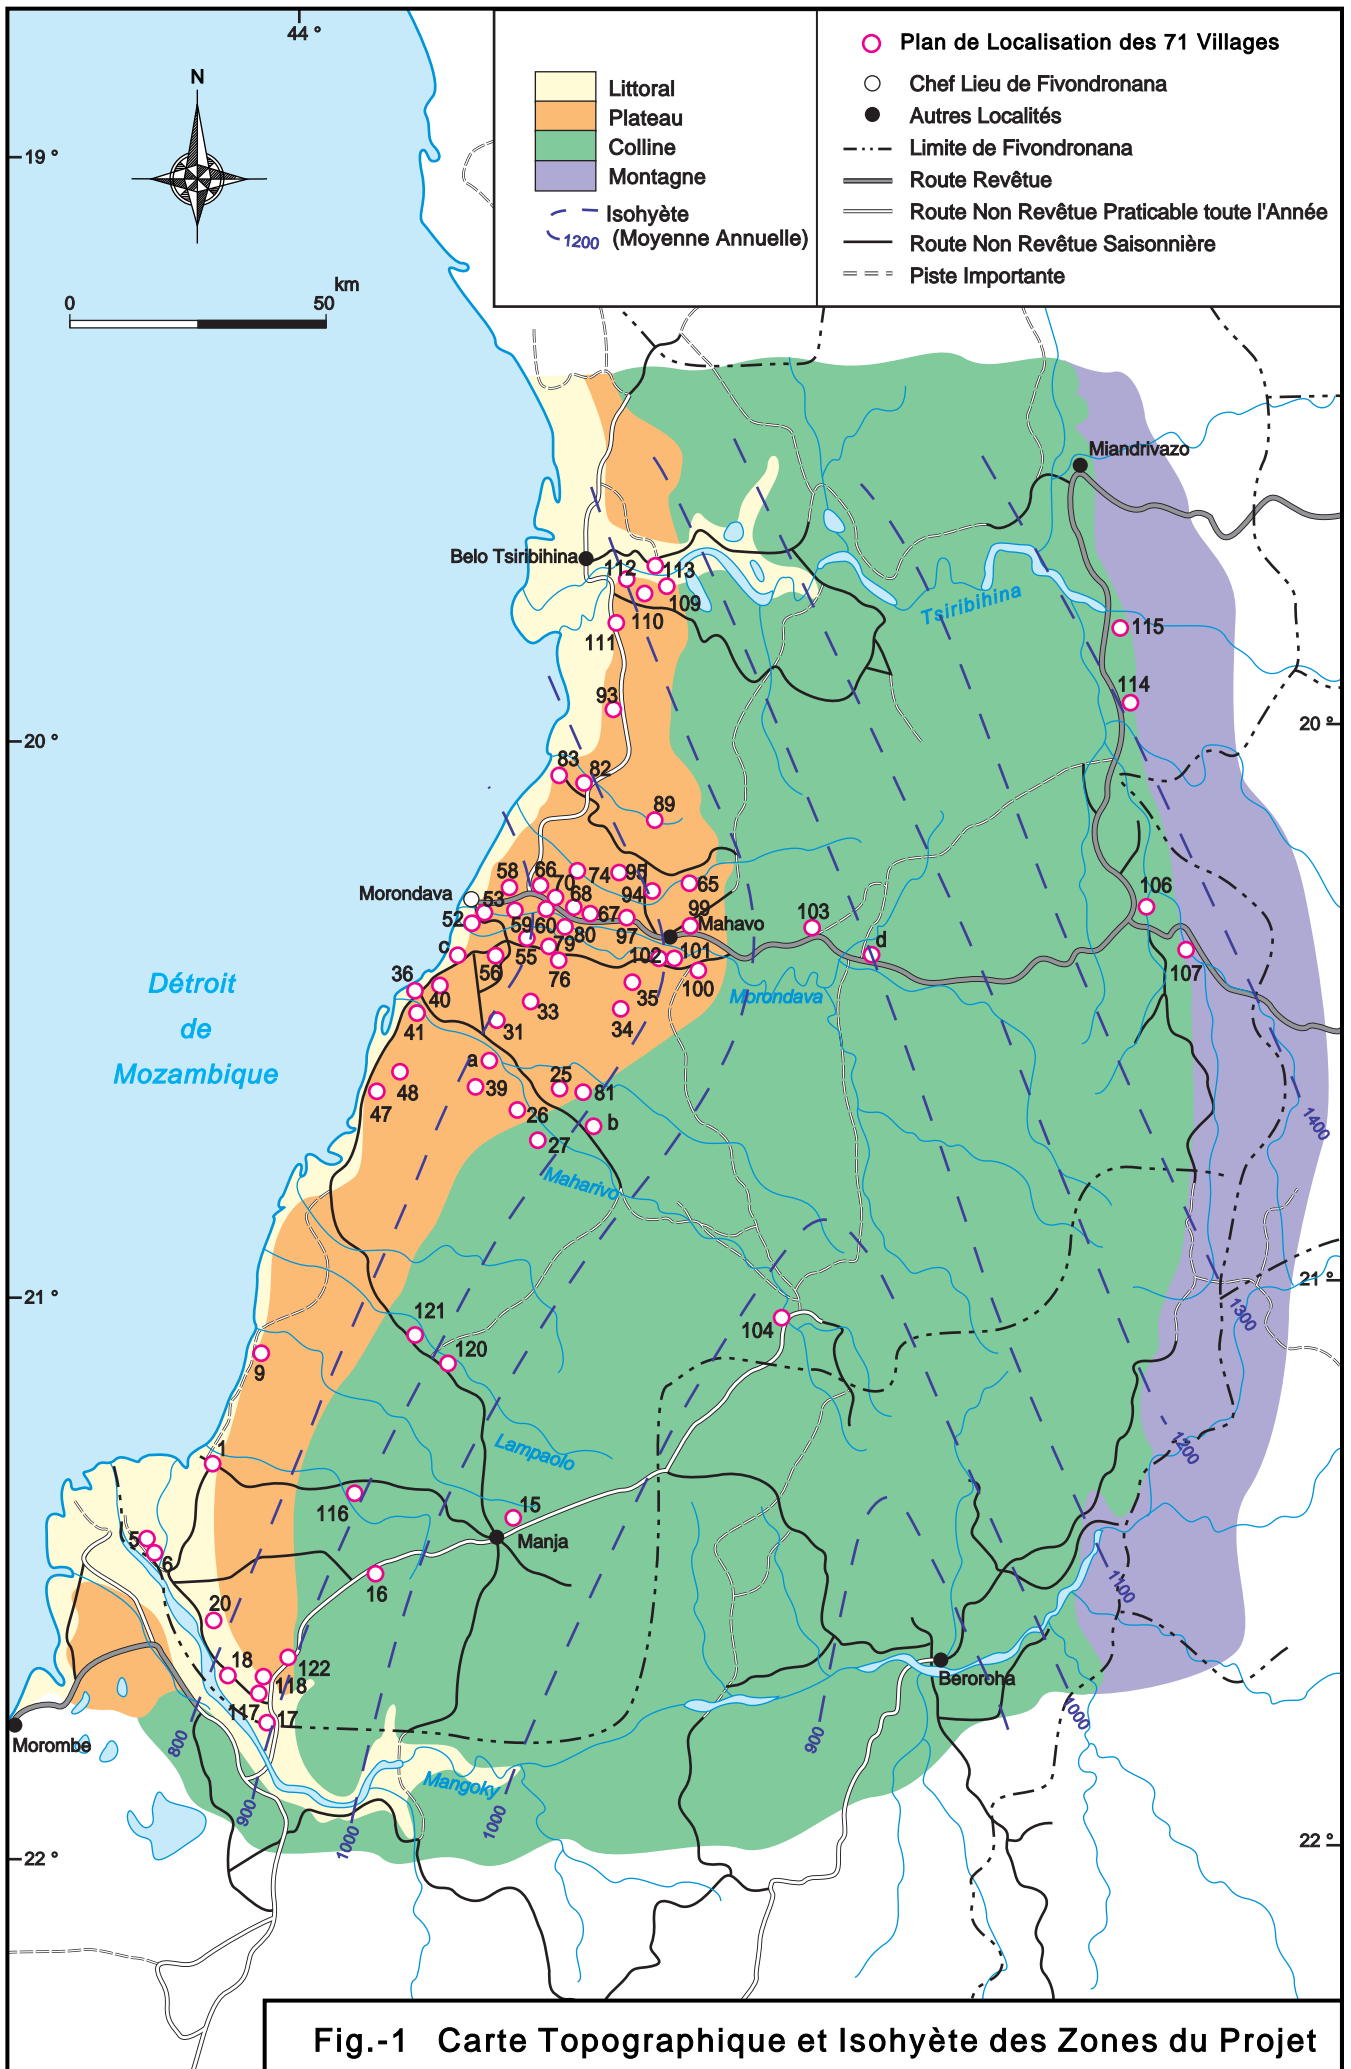 44 °
N
19 °
0
50
km
Littoral
Plateau
Colline
Montagne
Isohyète
1200 (Moyenne Annuelle)
Plan de Localisation des 71 Villages
Chef Lieu de Fivondronana
Autres Localités
Limite de Fivondronana
Route Revêtue
Route Non Revêtue Praticable toute l'Année
Route Non Revêtue Saisonnière
Piste Importante
Miandrivazo
Belo Tsiribihina
112
113
109
110
111
Tsiribihina
115
114
93
20 °
20 °
83
82
89
58
66
74
95
65
70
94
Morondava
53
68
106
52
59
60
67
99
Mahavo
103
80
97
d
c
56
55
79
102
101
107
76
100
36
40
35
Morondava
33
41
31
34
Détroit
de
Mozambique
a
39
25
81
48
47
26
b
27
1400
Maharivo
21 °
21 °
1300
121
104
120
9
Lampaolo
1200
1
116
15
5
Manja
6
16
1100
20
18
122
118
Beroroha
117
17
1000
800
900
Morombe
Mangoky
900
1000
1000
22 °
22 °
Fig.-1 Carte Topographique et Isohyète des Zones du Projet